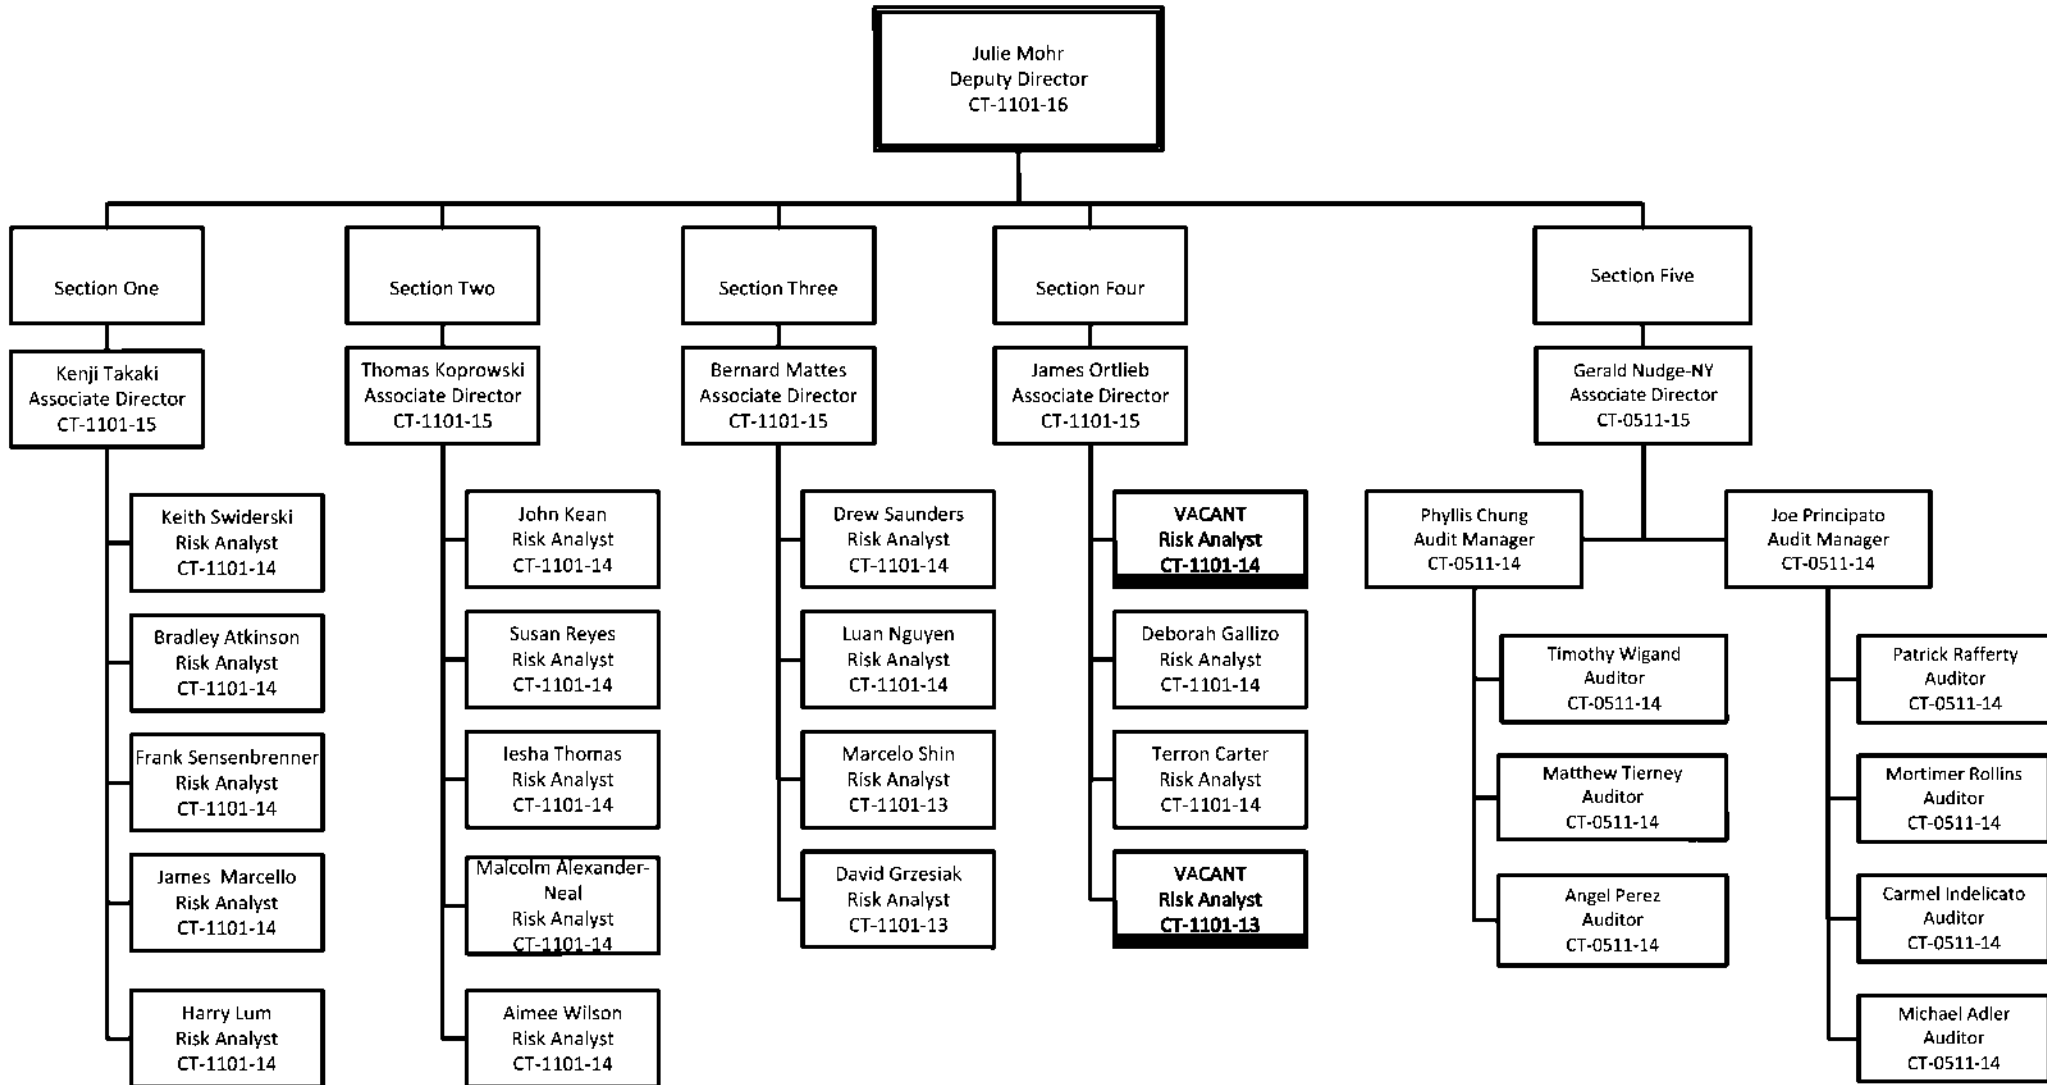 Julie Mohr
Deputy Director
CT-1101-16
Section One
Section Two
Section Three
Section Four
Section Five
Kenji Takaki
Associate Director
CT-1101-15
Thomas Koprowski
Associate Director
CT-1101-15
Bernard Mattes
Associate Director
CT-1101-15
James Ortlieb
Associate Director
CT-1101-15
Gerald Nudge-NY
Associate Director
CT-0511-15
Keith Swiderski
Risk Analyst
CT-1101-14
Bradley Atkinson
Risk Analyst
CT-1101-14
Frank Sensenbrenner
Risk Analyst
CT-1101-14
James Marcello
Risk Analyst
CT-1101-14
Harry Lum
Risk Analyst
CT-1101-14
John Kean
Risk Analyst
CT-1101-14
Susan Reyes
Risk Analyst
CT-1101-14
Iesha Thomas
Risk Analyst
CT-1101-14
Malcolm Alexander-
Neal
Risk Analyst
CT-1101-14
Aimee Wilson
Risk Analyst
CT-1101-14
Drew Saunders
Risk Analyst
CT-1101-14
Luan Nguyen
Risk Analyst
CT-1101-14
Marcelo Shin
Risk Analyst
CT-1101-13
David Grzesiak
Risk Analyst
CT-1101-13
VACANT
Risk Analyst
CT-1101-14
Deborah Gallizo
Risk Analyst
CT-1101-14
Terron Carter
Risk Analyst
CT-1101-14
VACANT
Risk Analyst
CT-1101-13
Phyllis Chung
Audit Manager
CT-0511-14
Timothy Wigand
Auditor
CT-0511-14
Matthew Tierney
Auditor
CT-0511-14
Angel Perez
Auditor
CT-0511-14
Joe Principato
Audit Manager
CT-0511-14
Patrick Rafferty
Auditor
CT-0511-14
Mortimer Rollins
Auditor
CT-0511-14
Carmel Indelicato
Auditor
CT-0511-14
Michael Adler
Auditor
CT-0511-14